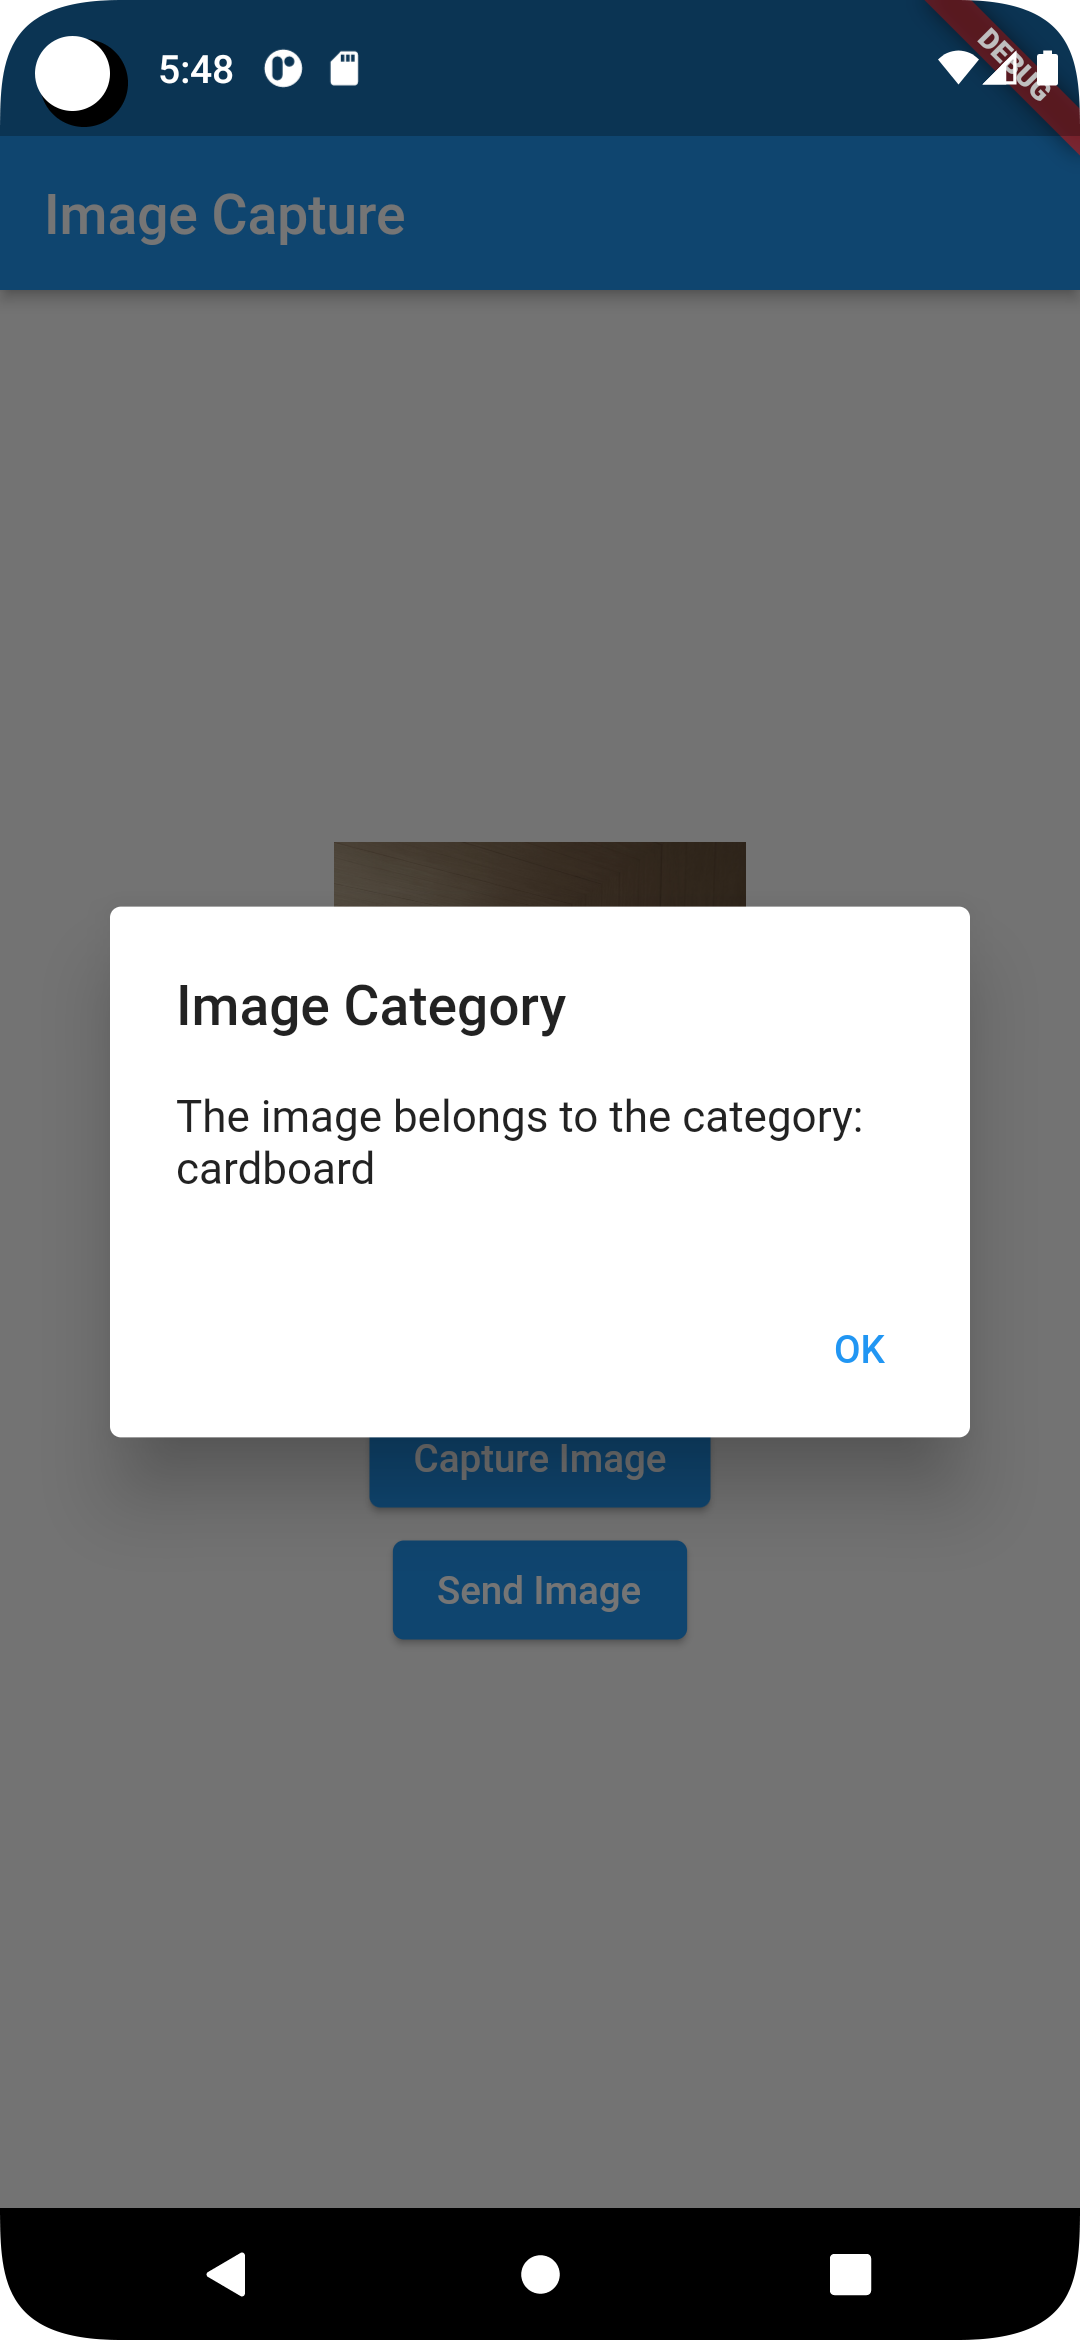 5:48
DEBUG
Image Capture
Image Category
The image belongs to the category:
cardboard
OK
Capture Image
Send Image